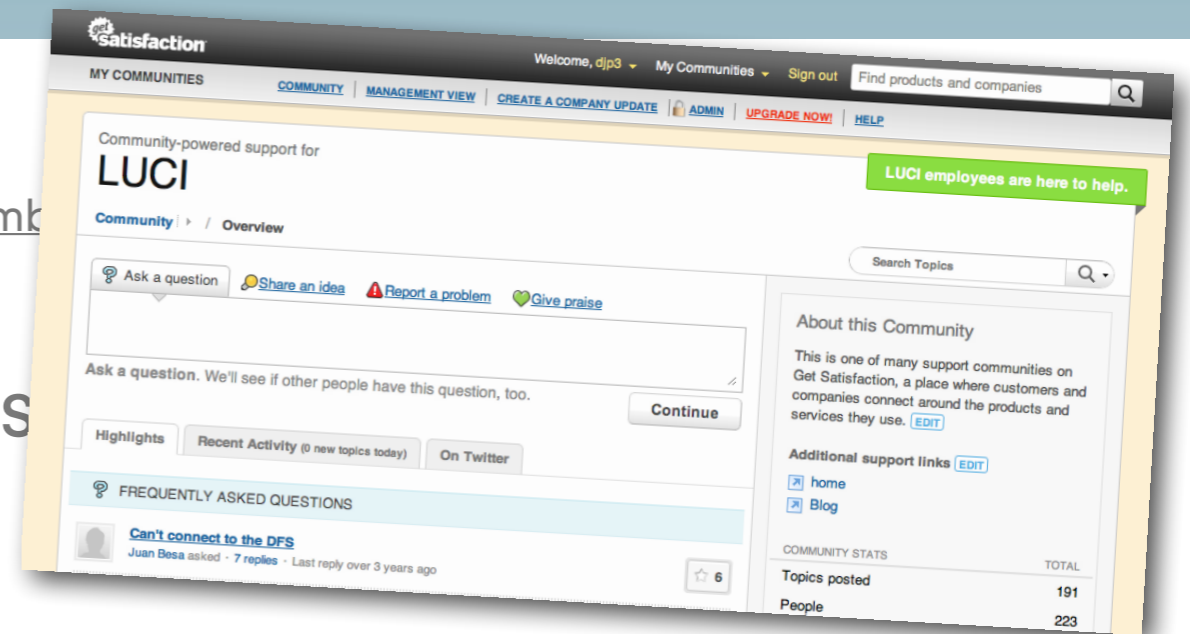 get
satisfaction
Welcome, djp3 My Communities Sign out Find products and companies
MY COMMUNITIES COMMUNITY MANAGEMENT VIEW CREATE A COMPANY UPDATE ADMIN UPGRADE NOW! HELP
Community-powered support for
LUCI
LUCI employees are here to help.
Community / Overview
Search Topics
Ask a question Share an idea Report a problem Give praise
Ask a question. We'll see if other people have this question, too.
Continue
Highlights Recent Activity (0 new topics today) On Twitter
FREQUENTLY ASKED QUESTIONS
Can't connect to the DFS
Juan Besa asked · 7 replies · Last reply over 3 years ago
6
About this Community
This is one of many support communities on
Get Satisfaction, a place where customers and
companies connect around the products and
services they use. EDIT
Additional support links EDIT
home
Blog
COMMUNITY STATS TOTAL
Topics posted 191
People 223